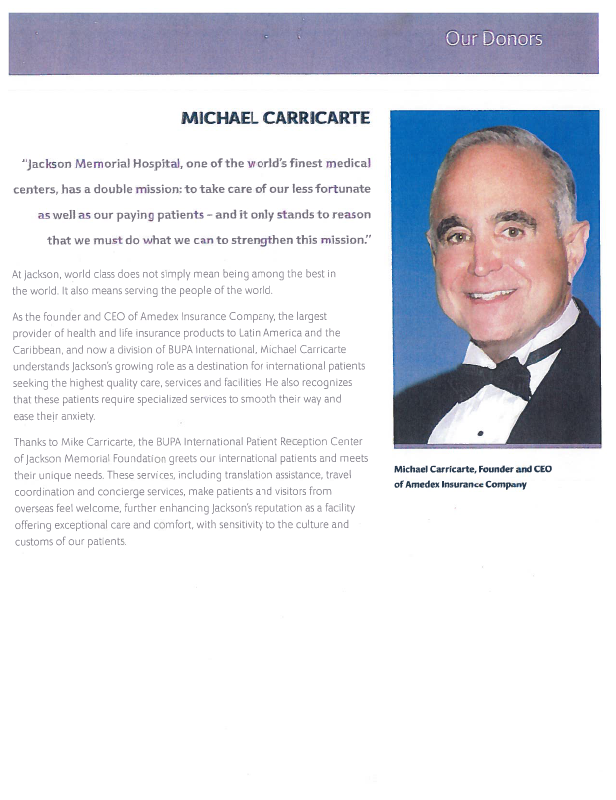 Our Donors
MICHAEL CARRICARTE
“Jackson Memorial Hospital, one of the world’s finest medical
centers, has a double mission: to take care of our less fortunate
as well as our paying patients – and it only stands to reason
that we must do what we can to strengthen this mission.”
At Jackson, world class does not simply mean being among the best in
the world. It also means serving the people of the world.
As the founder and CEO of Amedex Insurance Company, the largest
provider of health and life insurance products to Latin America and the
Caribbean, and now a division of BUPA International, Michael Carricarte
understands Jackson’s growing role as a destination for international patients
seeking the highest quality care, services and facilities. He also recognizes
that these patients require specialized services to smooth their way and
ease their anxiety.
Thanks to Mike Carricarte, the BUPA International Patient Reception Center
of Jackson Memorial Foundation greets our international patients and meets
their unique needs. These services, including translation assistance, travel
coordination and concierge services, make patients and visitors from
overseas feel welcome, further enhancing Jackson’s reputation as a facility
offering exceptional care and comfort, with sensitivity to the culture and
customs of our patients.
Michael Carricarte, Founder and CEO
of Amedex Insurance Company